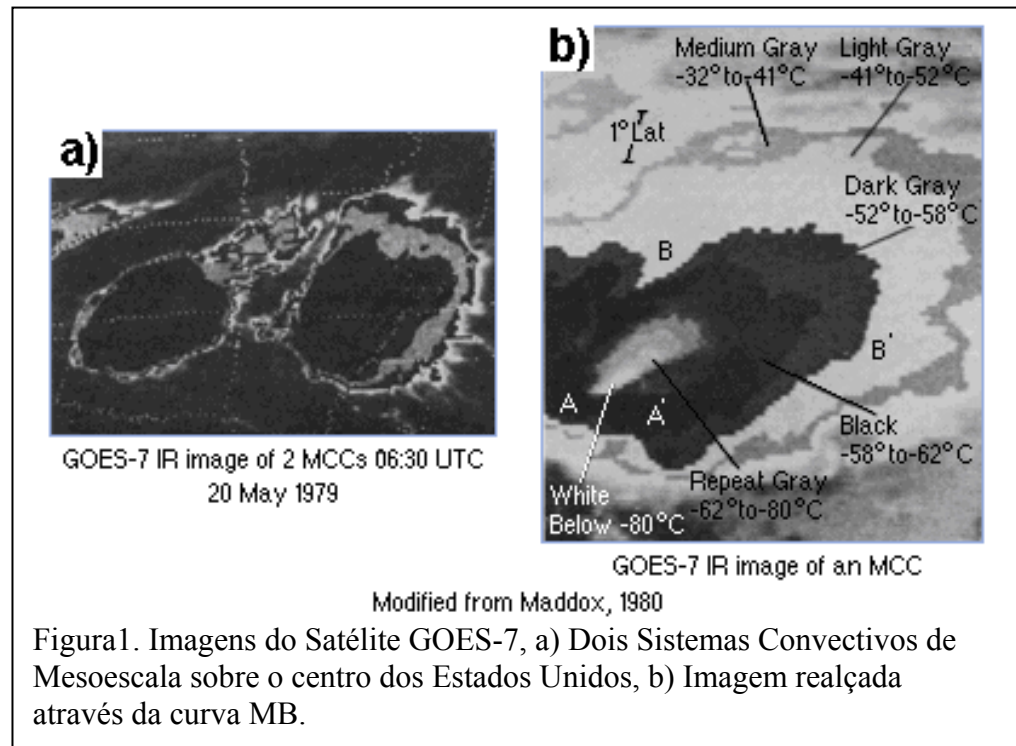 a)
GOES-7 IR image of 2 MCCs 06:30 UTC
20 May 1979
b)
Medium Gray
-32°to-41°C
Light Gray
-41°to-52°C
1°Lat
Dark Gray
-52°to-58°C
B
B'
A
A'
Black
-58°to-62°C
Repeat Gray
-62°to-80°C
White
Below -80°C
GOES-7 IR image of an MCC
Modified from Maddox, 1980
Figura1. Imagens do Satélite GOES-7, a) Dois Sistemas Convectivos de
Mesoescala sobre o centro dos Estados Unidos, b) Imagem realçada
através da curva MB.